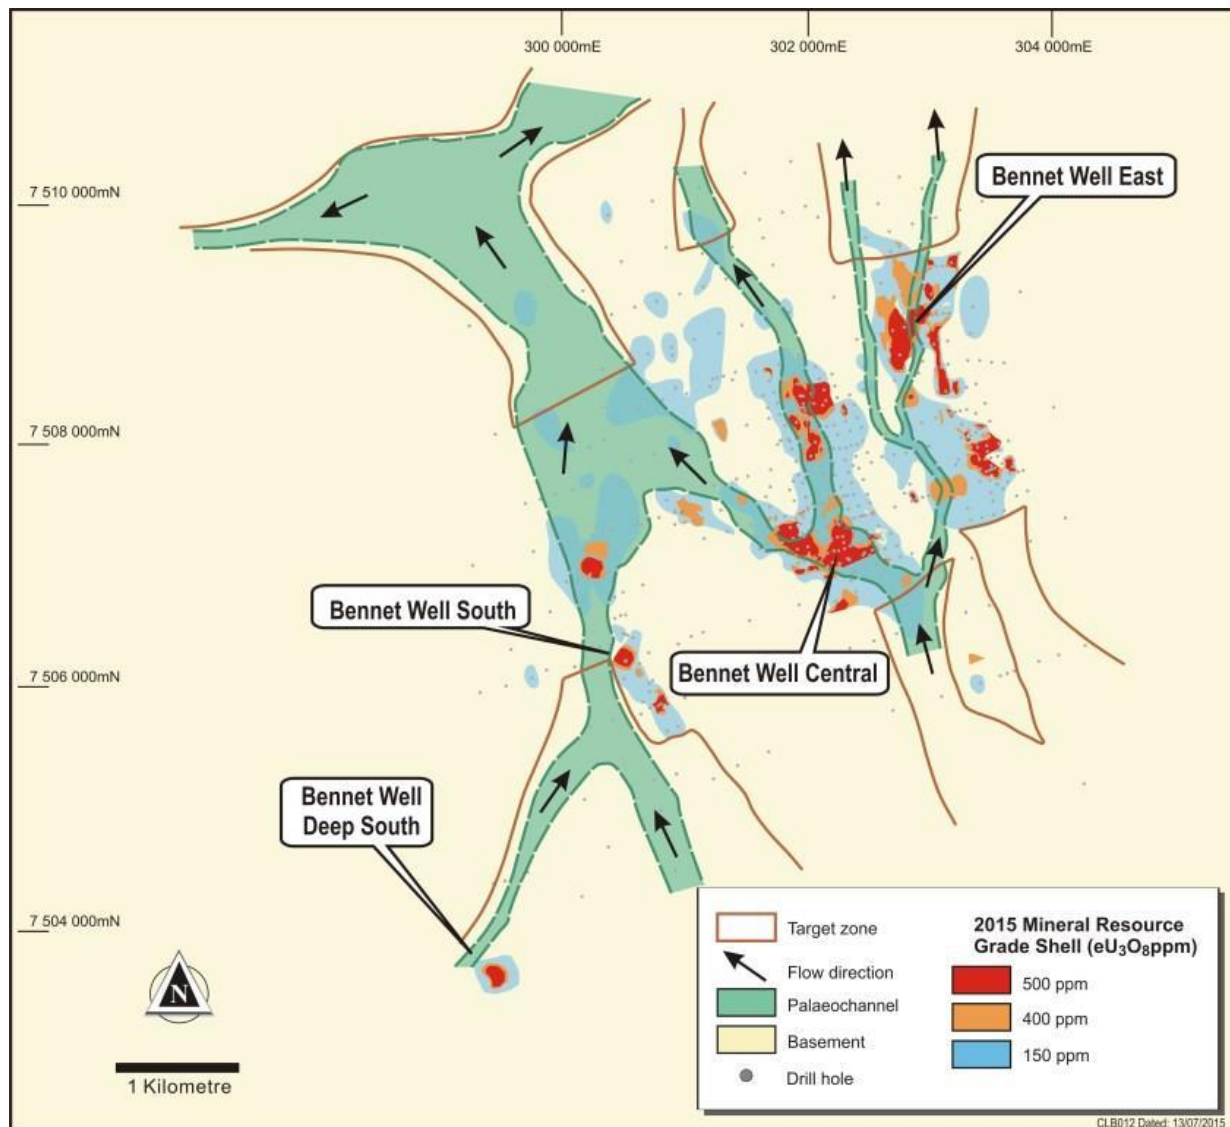 300 000mE
302 000mE
304 000mE
Bennet Well East
7 510 000mN
7 508 000mN
Bennet Well South
Bennet Well Central
7 506 000mN
Bennet Well
Deep South
7 504 000mN
N
1 Kilometre
Target zone
Flow direction
Palaeochannel
Basement
Drill hole
2015 Mineral Resource
Grade Shell (eU₃O₈ppm)
500 ppm
400 ppm
150 ppm
CLB012 Dated: 13/07/2015